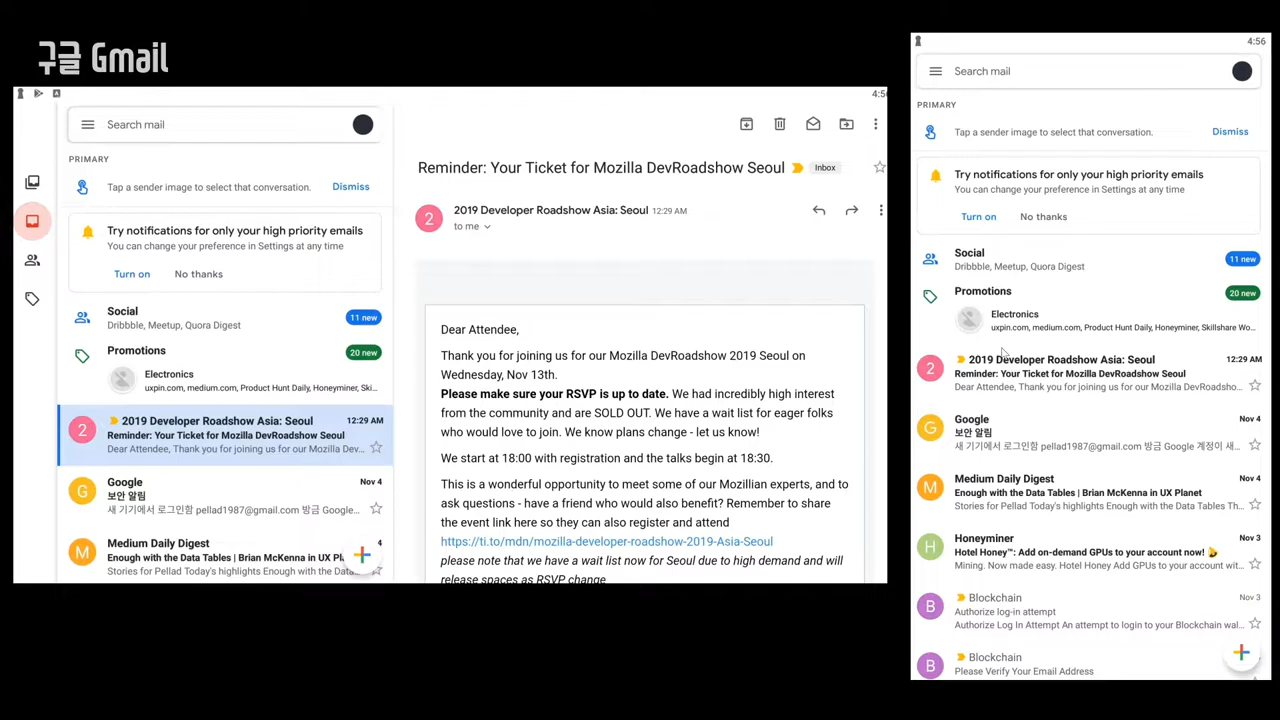 구글 Gmail
4:56
Search mail
PRIMARY
Tap a sender image to select that conversation.
Dismiss
Try notifications for only your high priority emails
You can change your preference in Settings at any time
Turn on
No thanks
Social
11 new
Dribbble, Meetup, Quora Digest
Promotions
20 new
Electronics
uxpin.com, medium.com, Product Hunt Daily, Honeyminer, Ski…
2
2019 Developer Roadshow Asia: Seoul
12:29 AM
Reminder: Your Ticket for Mozilla DevRoadshow Seoul
Dear Attendee, Thank you for joining us for our Mozilla Dev…
G
Google
Nov 4
보안 알림
새 기기에서 로그인함 pellad1987@gmail.com 방금 Google…
M
Medium Daily Digest
4
Enough with the Data Tables | Brian McKenna in UX Pl
Stories for Pellad Today's highlights Enough with the Data…
Reminder: Your Ticket for Mozilla DevRoadshow Seoul
Inbox
2
2019 Developer Roadshow Asia: Seoul 12:29 AM
to me
Dear Attendee,
Thank you for joining us for our Mozilla DevRoadshow 2019 Seoul on
Wednesday, Nov 13th.
Please make sure your RSVP is up to date. We had incredibly high interest
from the community and are SOLD OUT. We have a wait list for eager folks
who would love to join. We know plans change - let us know!
We start at 18:00 with registration and the talks begin at 18:30.
This is a wonderful opportunity to meet some of our Mozillian experts, and to
ask questions - have a friend who would also benefit? Remember to share
the event link here so they can also register and attend
https://ti.to/mdn/mozilla-developer-roadshow-2019-Asia-Seoul
please note that we have a wait list now for Seoul due to high demand and will
release spaces as RSVP change
4:56
Search mail
PRIMARY
Tap a sender image to select that conversation.
Dismiss
Try notifications for only your high priority emails
You can change your preference in Settings at any time
Turn on
No thanks
Social
11 new
Dribbble, Meetup, Quora Digest
Promotions
20 new
Electronics
uxpin.com, medium.com, Product Hunt Daily, Honeyminer, Skillshare Wo…
2
2019 Developer Roadshow Asia: Seoul
12:29 AM
Reminder: Your Ticket for Mozilla DevRoadshow Seoul
Dear Attendee, Thank you for joining us for our Mozilla DevRoadsho…
G
Google
Nov 4
보안 알림
새 기기에서 로그인함 pellad1987@gmail.com 방금 Google 계정이 새…
M
Medium Daily Digest
Nov 4
Enough with the Data Tables | Brian McKenna in UX Planet
Stories for Pellad Today's highlights Enough with the Data Tables Th…
H
Honeyminer
Nov 3
Hotel Honey™: Add on-demand GPUs to your account now!
Mining. Now made easy. Hotel Honey Add GPUs to your account wit…
B
Blockchain
Nov 3
Authorize log-in attempt
Authorize Log In Attempt An attempt to login to your Blockchain wal…
B
Blockchain
Please Verify Your Email Address